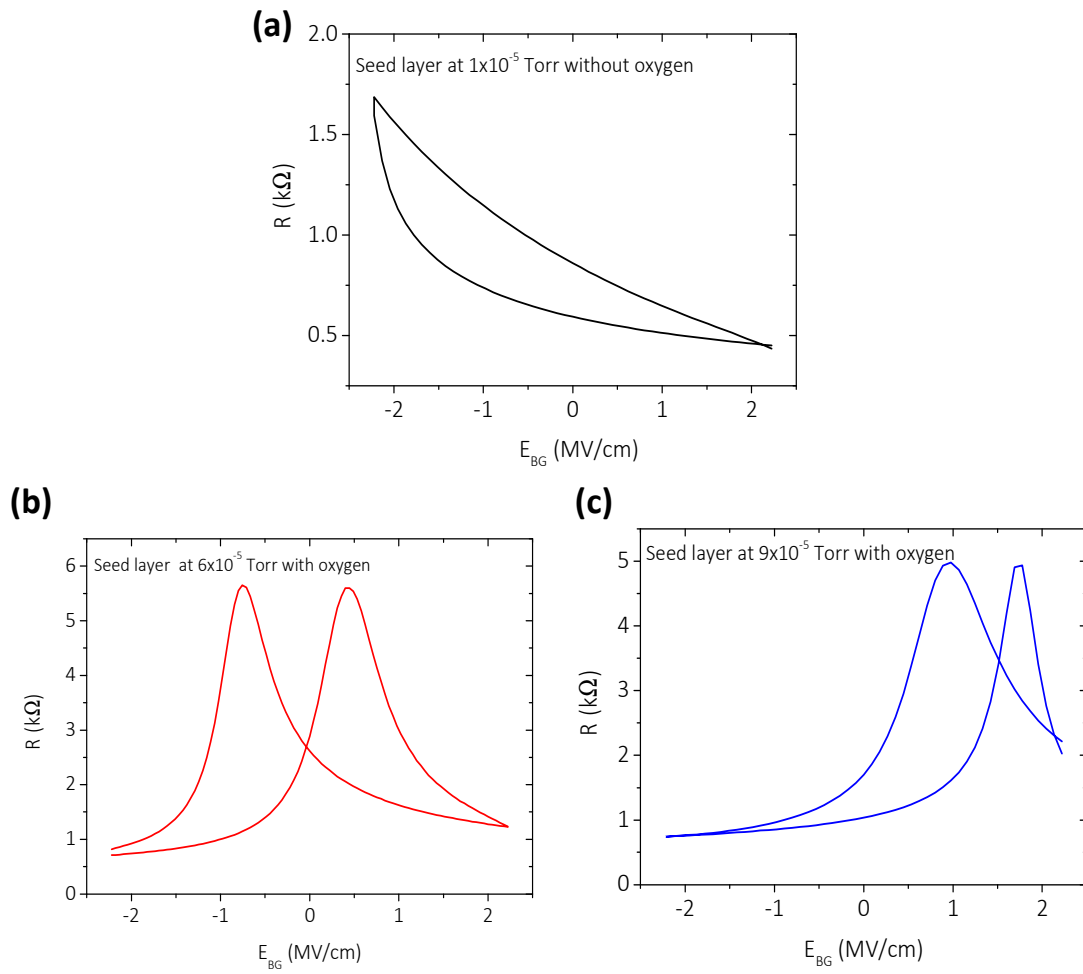 (a)
Seed layer at 1x10⁻⁵ Torr without oxygen
2.0
1.5
1.0
0.5
R (kΩ)
-2 -1 0 1 2
E_BG (MV/cm)
(b)
Seed layer at 6x10⁻⁵ Torr with oxygen
6
5
4
3
2
1
0
R (kΩ)
-2 -1 0 1 2
E_BG (MV/cm)
(c)
Seed layer at 9x10⁻⁵ Torr with oxygen
5
4
3
2
1
0
R (kΩ)
-2 -1 0 1 2
E_BG (MV/cm)